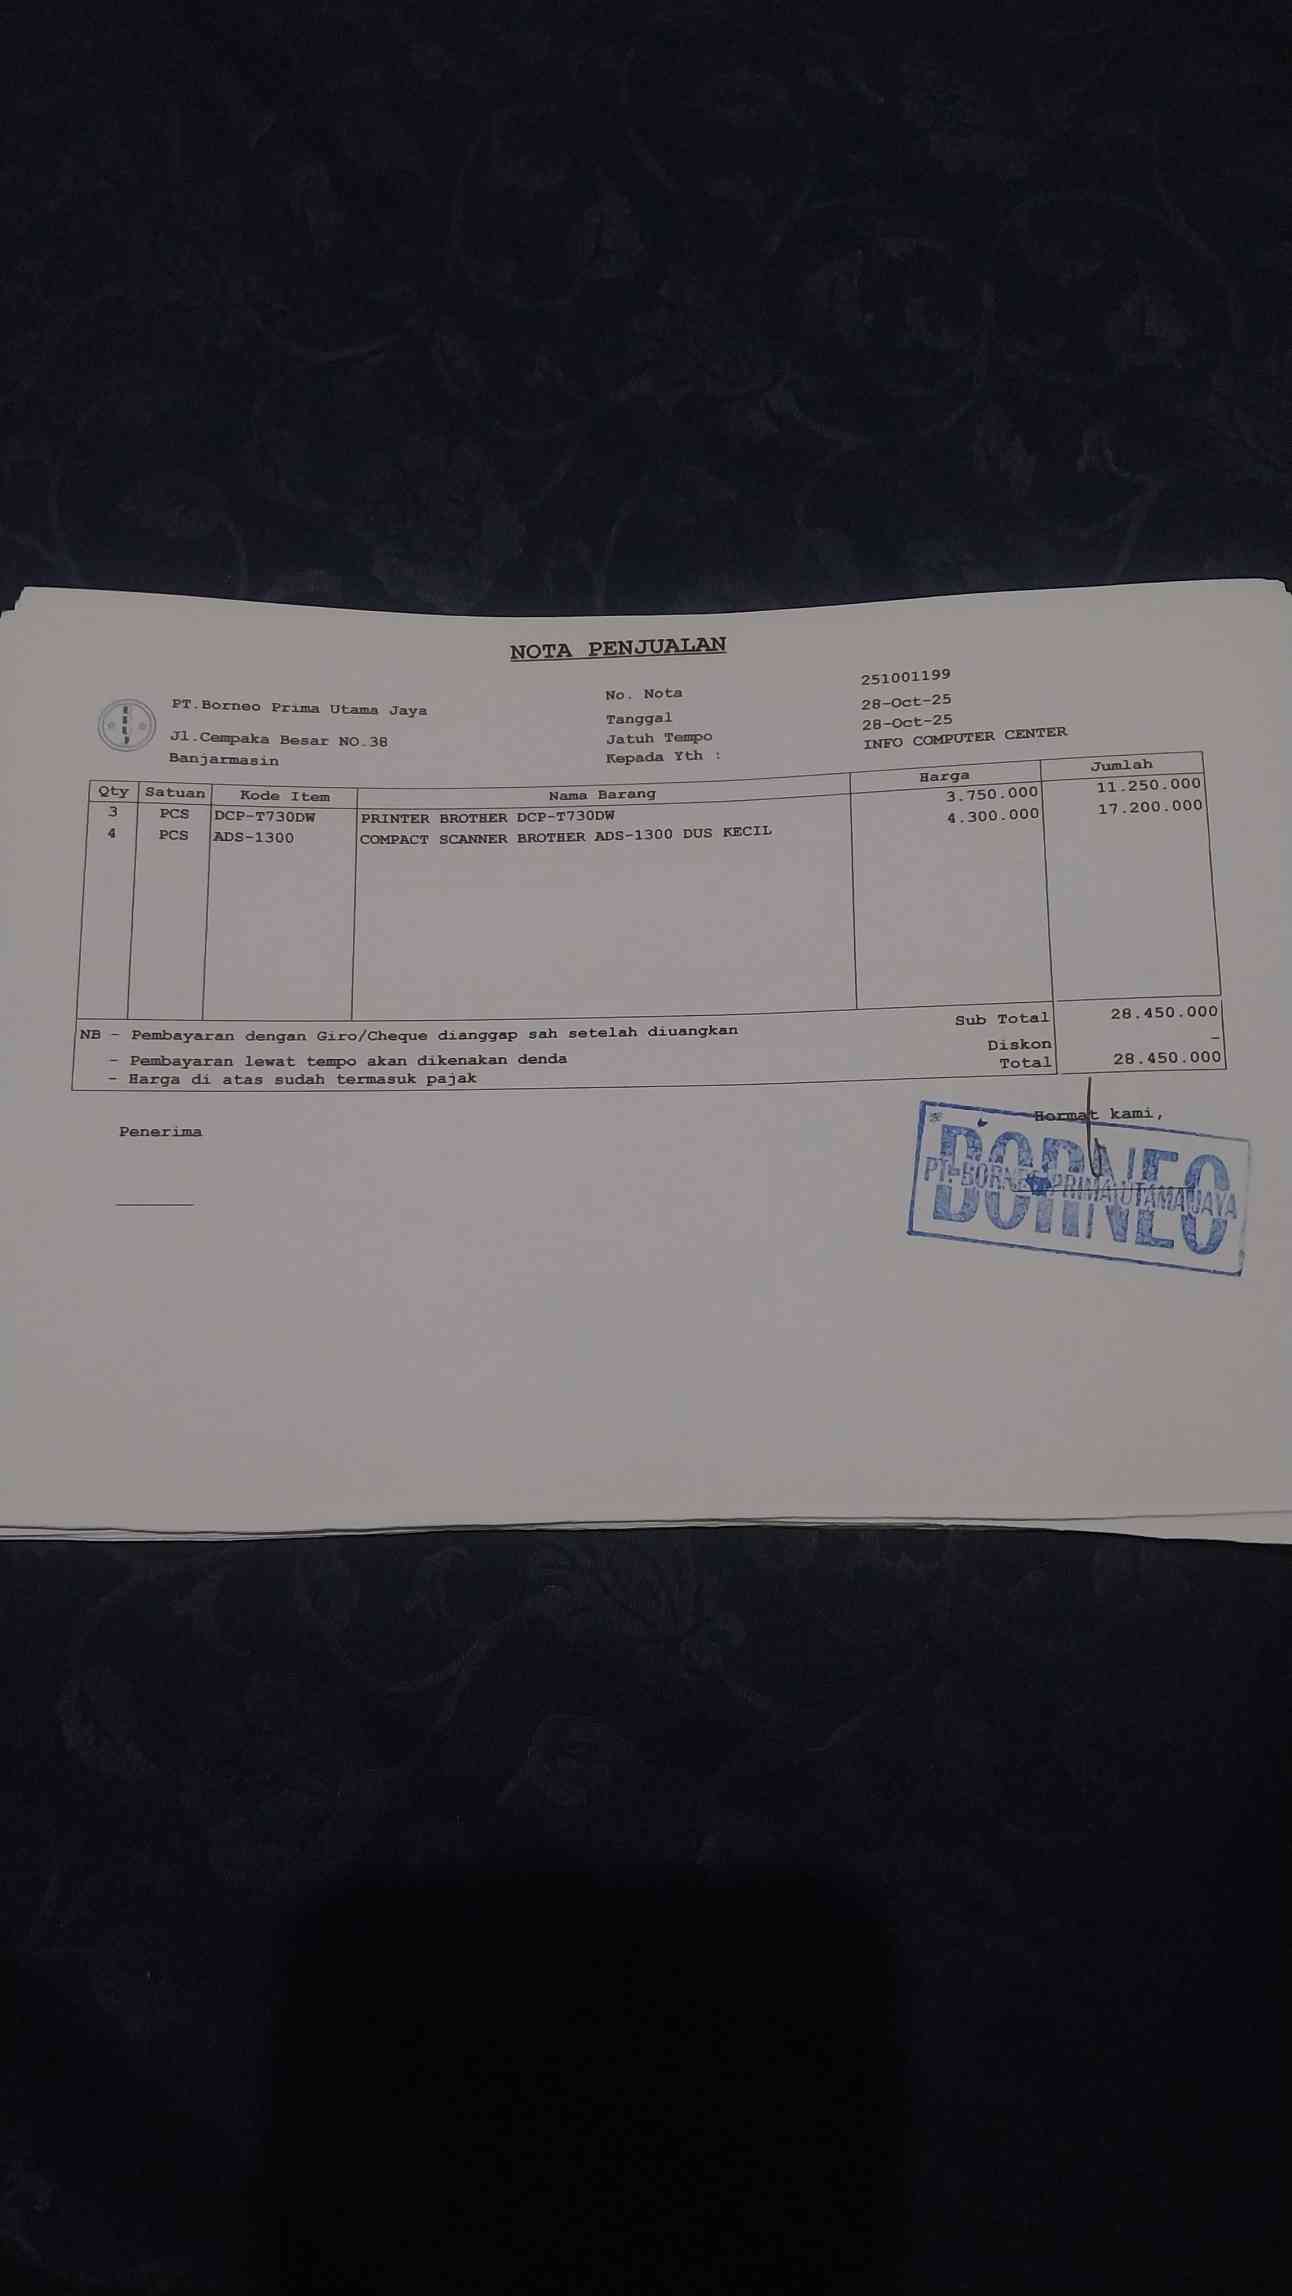 NOTA PENJUALAN
PT.Borneo Prima Utama Jaya
Jl.Cempaka Besar NO.38
Banjarmasin
No. Nota 251001199
Tanggal 28-Oct-25
Jatuh Tempo 28-Oct-25
Kepada Yth : INFO COMPUTER CENTER
Qty Satuan Kode Item Nama Barang Harga Jumlah
3 PCS DCP-T730DW PRINTER BROTHER DCP-T730DW 3.750.000 11.250.000
4 PCS ADS-1300 COMPACT SCANNER BROTHER ADS-1300 DUS KECIL 4.300.000 17.200.000
NB - Pembayaran dengan Giro/Cheque dianggap sah setelah diuangkan Sub Total 28.450.000
- Pembayaran lewat tempo akan dikenakan denda Diskon -
- Harga di atas sudah termasuk pajak Total 28.450.000
Penerima
Hormat kami,
BORNEO
PT. BORNEO PRIMA UTAMA JAYA